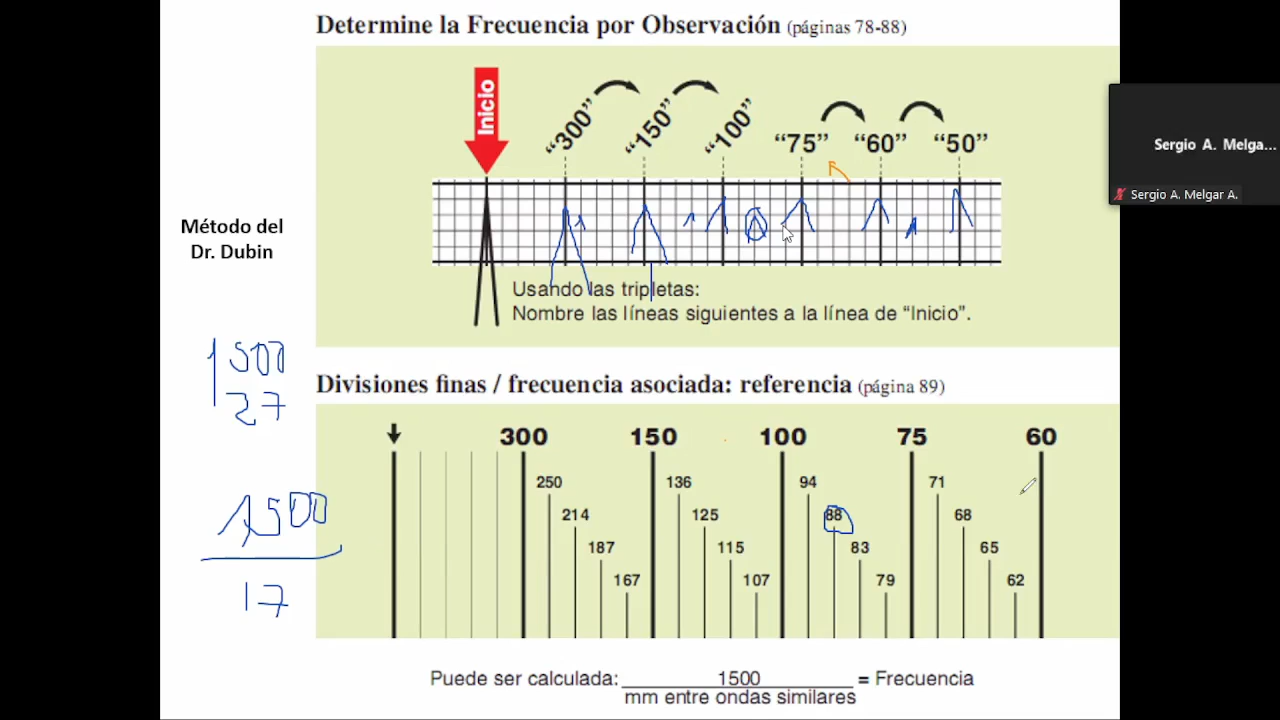 Determine la Frecuencia por Observación (páginas 78-88)
Inicio
“300” “150” “100” “75” “60” “50”
Sergio A. Melga...
Sergio A. Melgar A.
Método del
Dr. Dubin
Usando las tripletas:
Nombre las líneas siguientes a la línea de “Inicio”.
1500
27
Divisiones finas / frecuencia asociada: referencia (página 89)
300 150 100 75 60
250 136 94 71
214 125 88 68
187 115 83 65
167 107 79 62
1500
17
Puede ser calculada: 1500 = Frecuencia
mm entre ondas similares